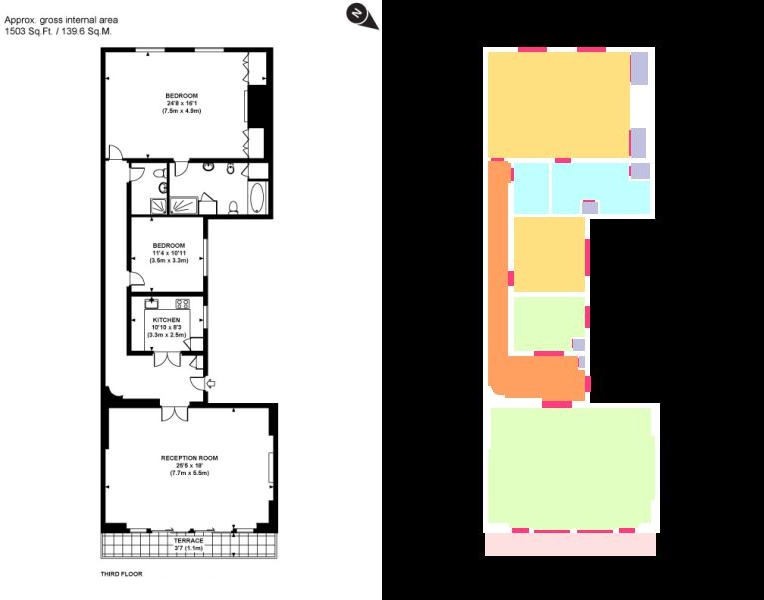 Approx. gross internal area
1503 Sq.Ft. / 139.6 Sq.M.
N
BEDROOM
24'8 x 16'1
(7.5m x 4.9m)
BEDROOM
11'4 x 10'11
(3.5m x 3.3m)
KITCHEN
10'10 x 8'3
(3.3m x 2.5m)
RECEPTION ROOM
25'5 x 18'
(7.7m x 5.5m)
TERRACE
3'7 (1.1m)
THIRD FLOOR